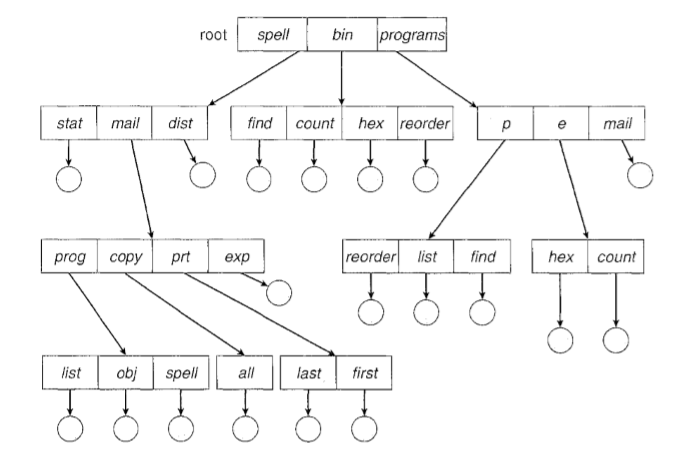 root spell bin programs
stat mail dist find count hex reorder p e mail
prog copy prt exp reorder list find hex count
list obj spell all last first